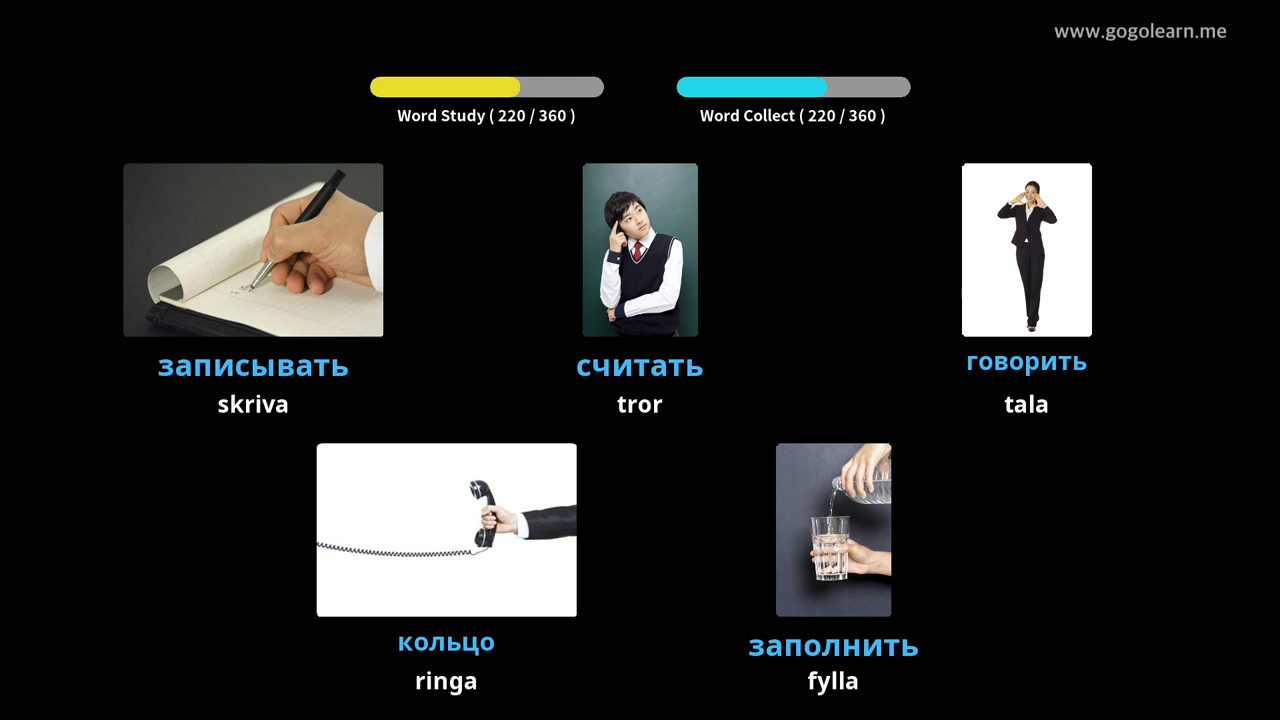 www.gogolearn.me
Word Study ( 220 / 360 )
Word Collect ( 220 / 360 )
записывать
skriva
считать
tror
говорить
tala
кольцо
ringa
заполнить
fylla